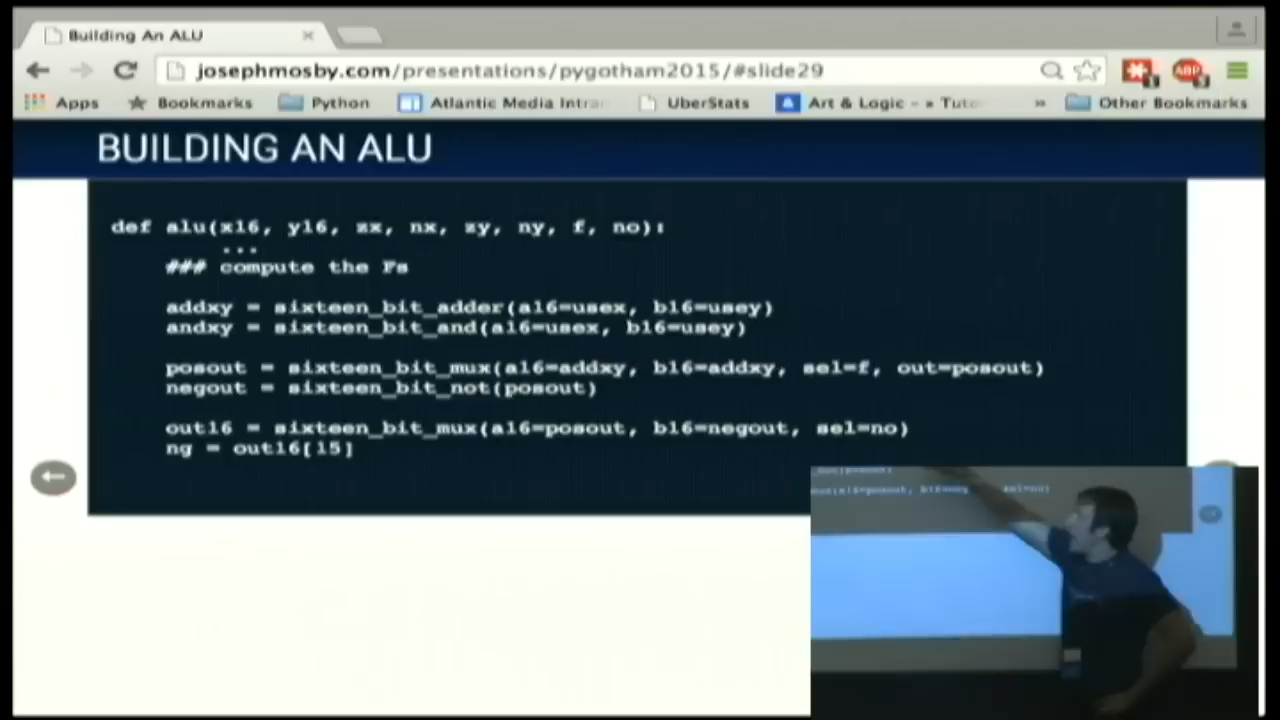 Building An ALU
josephmosby.com/presentations/pygotham2015/#slide29
Apps Bookmarks Python Atlantic Media Intra UberStats Art & Logic - » Tuto » Other Bookmarks
BUILDING AN ALU
def alu(x16, y16, zx, nx, zy, ny, f, no):
...
### compute the Fs
addxy = sixteen_bit_adder(a16=usex, b16=usey)
andxy = sixteen_bit_and(a16=usex, b16=usey)
posout = sixteen_bit_mux(a16=addxy, b16=addxy, sel=f, out=posout)
negout = sixteen_bit_not(posout)
out16 = sixteen_bit_mux(a16=posout, b16=negout, sel=no)
ng = out16[15]
ABP